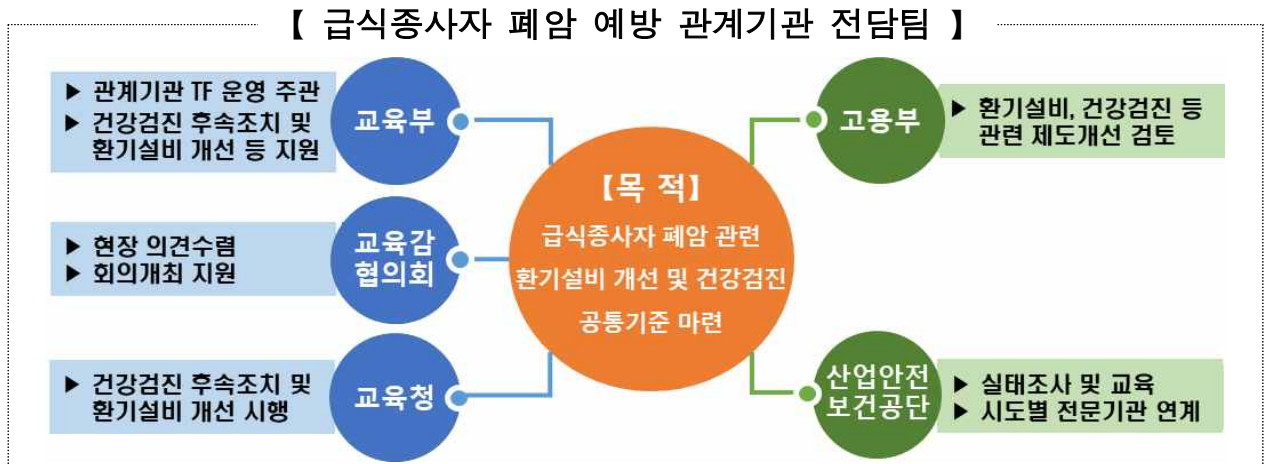 【 급식종사자 폐암 예방 관계기관 전담팀 】
▶ 관계기관 TF 운영 주관
▶ 건강검진 후속조치 및
환기설비 개선 등 지원
교육부
고용부
▶ 환기설비, 건강검진 등
관련 제도개선 검토
【목 적】
급식종사자 폐암 관련
환기설비 개선 및 건강검진
공통기준 마련
▶ 현장 의견수렴
▶ 회의개최 지원
교육감
협의회
▶ 건강검진 후속조치 및
환기설비 개선 시행
교육청
산업안전
보건공단
▶ 실태조사 및 교육
▶ 시도별 전문기관 연계